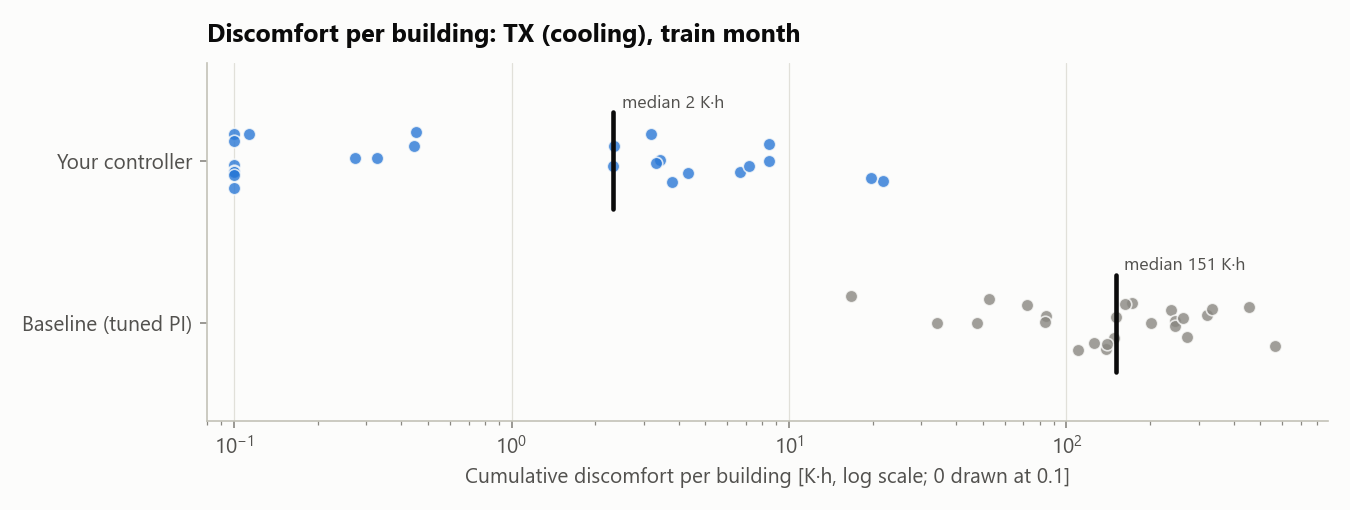 Discomfort per building: TX (cooling), train month
median 2 K·h
Your controller
median 151 K·h
Baseline (tuned PI)
10⁻¹ 10⁰ 10¹ 10²
Cumulative discomfort per building [K·h, log scale; 0 drawn at 0.1]